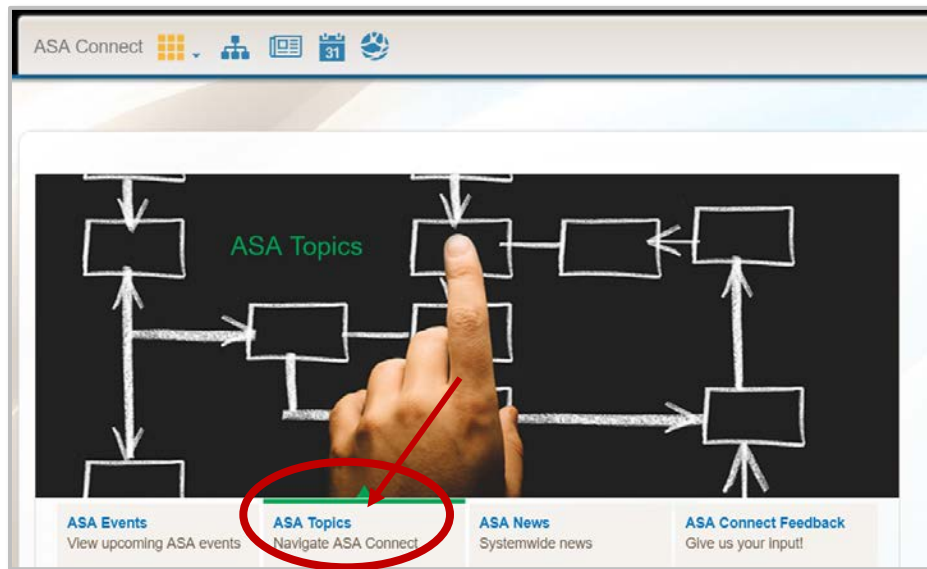 ASA Connect
31
ASA Topics
ASA Events
View upcoming ASA events
ASA Topics
Navigate ASA Connect
ASA News
Systemwide news
ASA Connect Feedback
Give us your input!